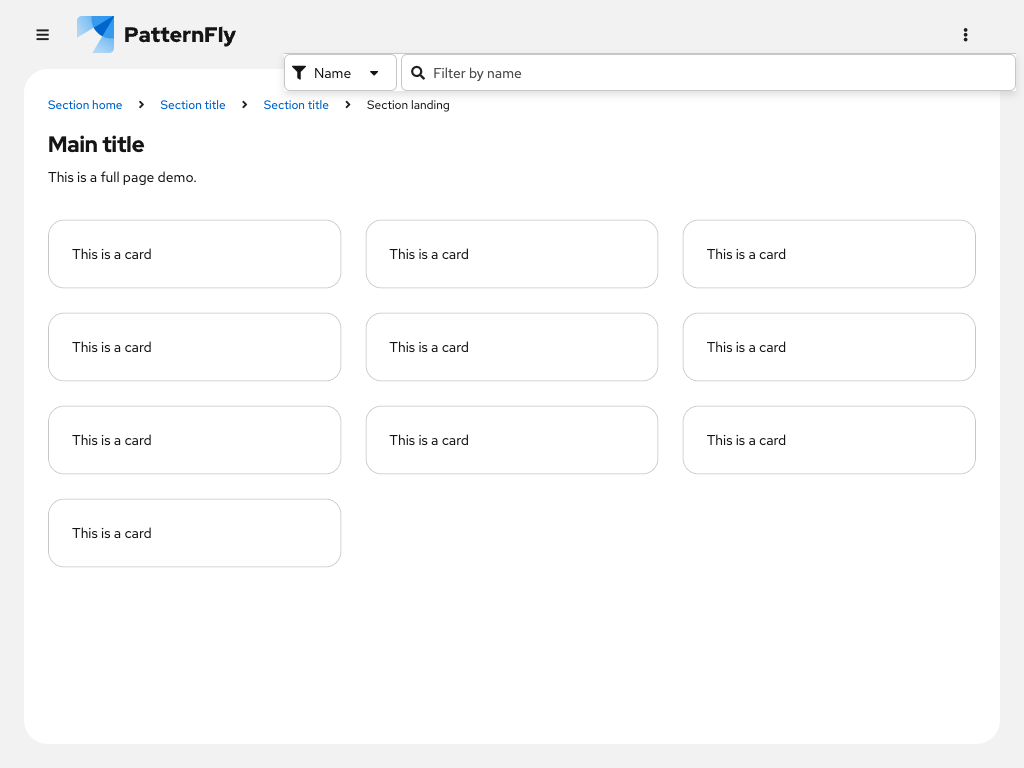 PatternFly
Name
Filter by name
Section home
Section title
Section title
Section landing
Main title
This is a full page demo.
This is a card
This is a card
This is a card
This is a card
This is a card
This is a card
This is a card
This is a card
This is a card
This is a card